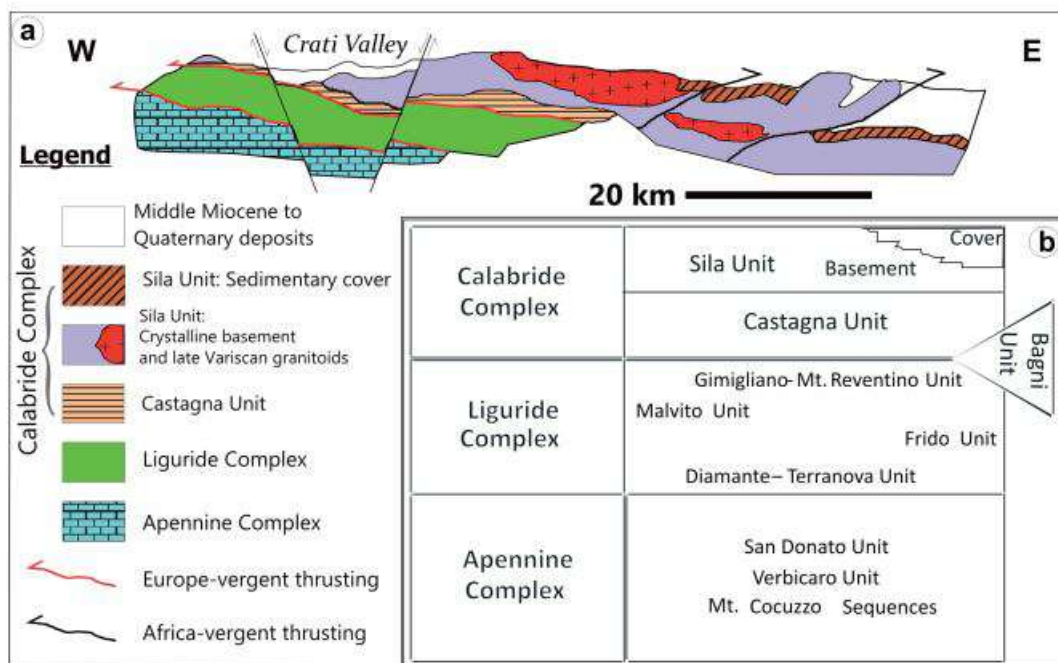 a
W
Crati Valley
E
20 km
Legend
Middle Miocene to
Quaternary deposits
Sila Unit: Sedimentary cover
Sila Unit:
Crystalline basement
and late Variscan granitoids
Castagna Unit
Calabride Complex
Liguride Complex
Apennine Complex
Europe-vergent thrusting
Africa-vergent thrusting
b
Calabride
Complex
Sila Unit
Cover
Basement
Castagna Unit
Bagni
Unit
Liguride
Complex
Gimigliano-Mt. Reventino Unit
Malvito Unit
Frido Unit
Diamante–Terranova Unit
Apennine
Complex
San Donato Unit
Verbicaro Unit
Mt. Cocuzzo Sequences